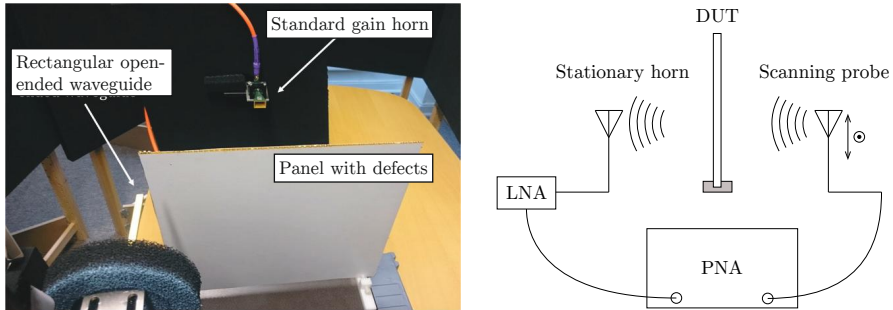 Standard gain horn
Rectangular open-
ended waveguide
Panel with defects
DUT
Stationary horn
Scanning probe
LNA
PNA